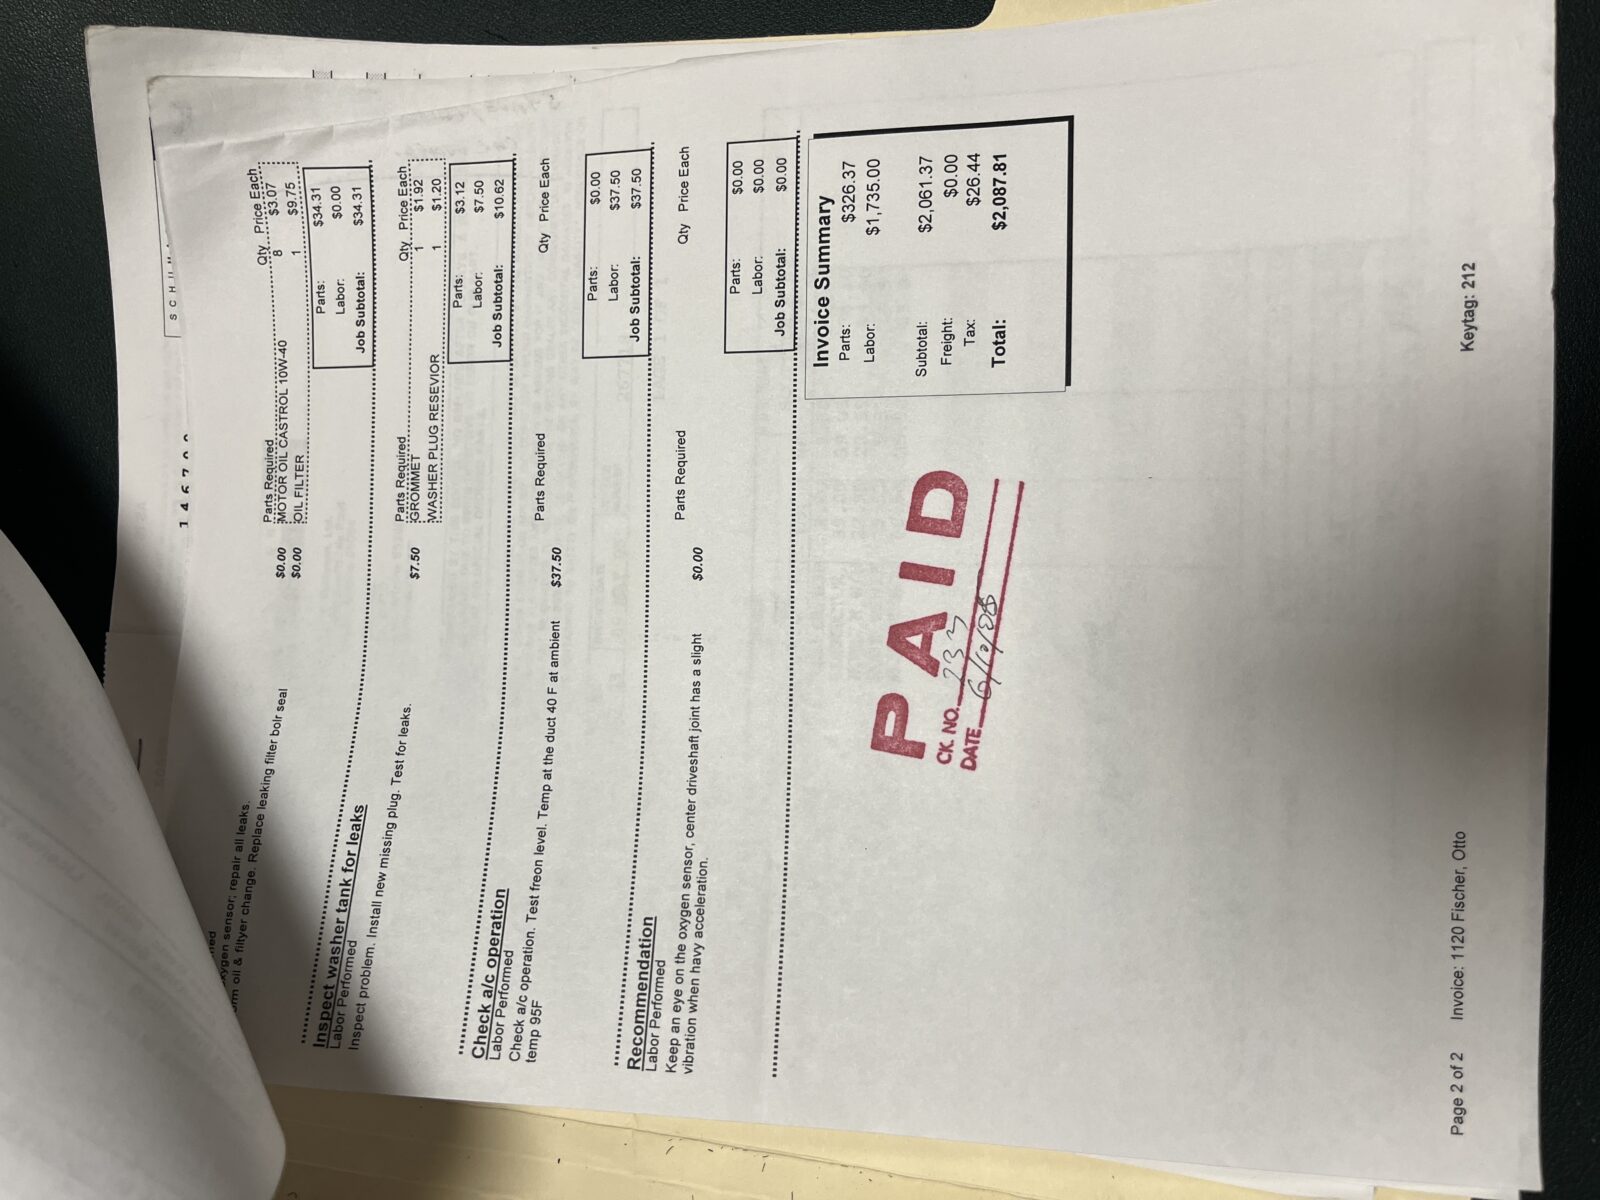 S C H U
1 4 6 7 0 0
oxygen sensor; repair all leaks.
oil & filtyer change. Replace leaking filter bolr seal
$0.00
$0.00
Parts Required Qty Price Each
MOTOR OIL CASTROL 10W-40 8 $3.07
OIL FILTER 1 $9.75
Parts: $34.31
Labor: $0.00
Job Subtotal: $34.31
Inspect washer tank for leaks
Labor Performed
Inspect problem. Install new missing plug. Test for leaks. $7.50
Parts Required Qty Price Each
GROMMET 1 $1.92
WASHER PLUG RESEVIOR 1 $1.20
Parts: $3.12
Labor: $7.50
Job Subtotal: $10.62
Check a/c operation
Labor Performed
Check a/c operation. Test freon level. Temp at the duct 40 F at ambient $37.50
temp 95F
Parts Required Qty Price Each
Parts: $0.00
Labor: $37.50
Job Subtotal: $37.50
Recommendation
Labor Performed
Keep an eye on the oxygen sensor, center driveshaft joint has a slight $0.00
vibration when havy acceleration.
Parts Required Qty Price Each
Parts: $0.00
Labor: $0.00
Job Subtotal: $0.00
Invoice Summary
Parts: $326.37
Labor: $1,735.00
Subtotal: $2,061.37
Freight: $0.00
Tax: $26.44
Total: $2,087.81
PAID
CK. NO. 233
DATE 6/10/08
Page 2 of 2 Invoice: 1120 Fischer, Otto Keytag: 212